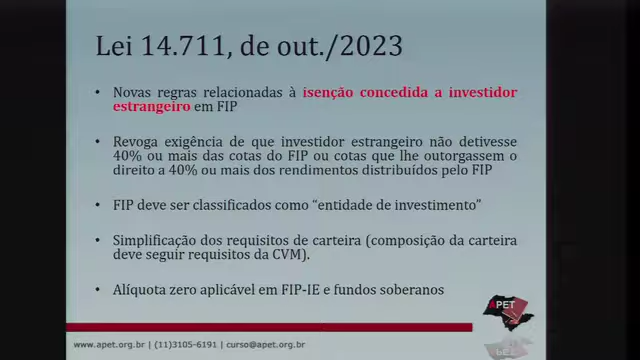 Lei 14.711, de out./2023
• Novas regras relacionadas à isenção concedida a investidor
estrangeiro em FIP
• Revoga exigência de que investidor estrangeiro não detivesse
40% ou mais das cotas do FIP ou cotas que lhe outorgassem o
direito a 40% ou mais dos rendimentos distribuídos pelo FIP
• FIP deve ser classificados como “entidade de investimento”
• Simplificação dos requisitos de carteira (composição da carteira
deve seguir requisitos da CVM).
• Alíquota zero aplicável em FIP-IE e fundos soberanos
APET
www.apet.org.br | (11)3105-6191 | curso@apet.org.br